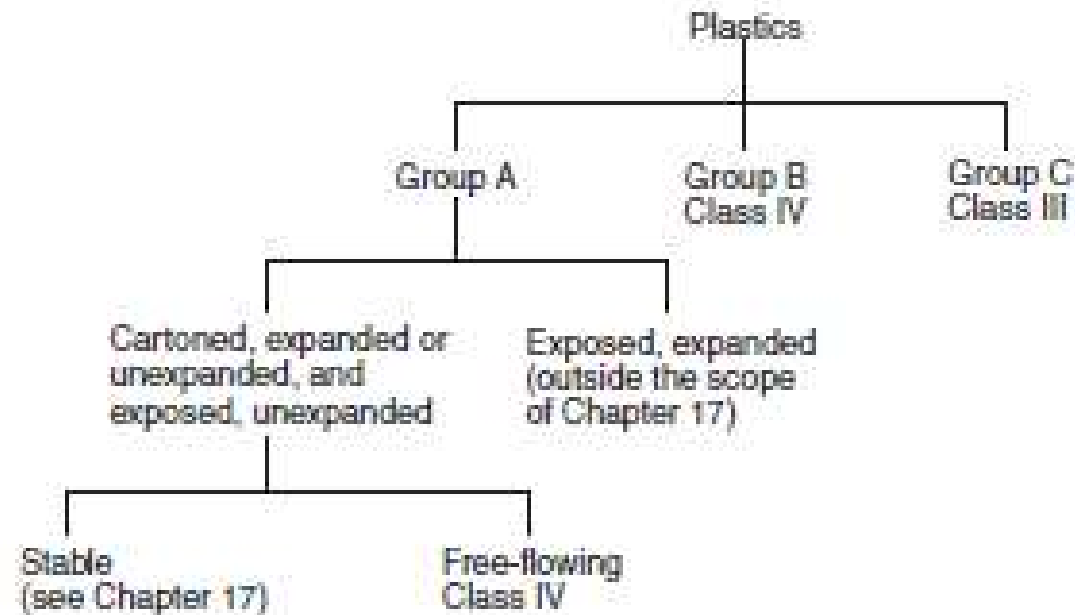 Plastics
Group A
Group B
Class IV
Group C
Class III
Cartoned, expanded or
unexpanded, and
exposed, unexpanded
Exposed, expanded
(outside the scope
of Chapter 17)
Stable
(see Chapter 17)
Free-flowing
Class IV